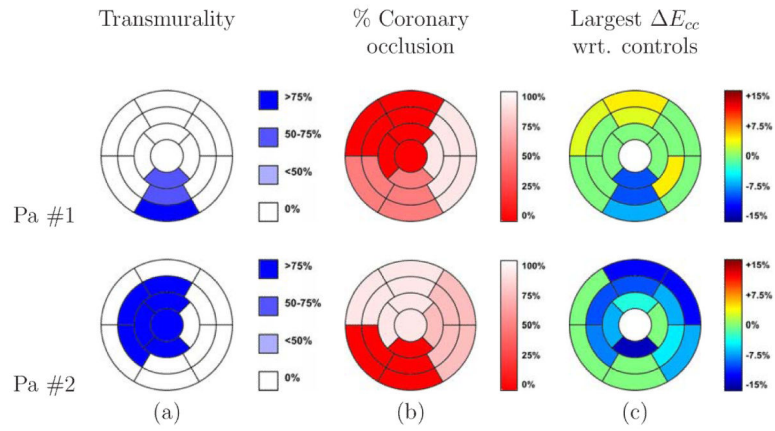 Transmurality
% Coronary
occlusion
Largest ΔEcc
wrt. controls
>75%
50-75%
<50%
0%
100%
75%
50%
25%
0%
+15%
+7.5%
0%
-7.5%
-15%
Pa #1
>75%
50-75%
<50%
0%
100%
75%
50%
25%
0%
+15%
+7.5%
0%
-7.5%
-15%
Pa #2
(a)
(b)
(c)